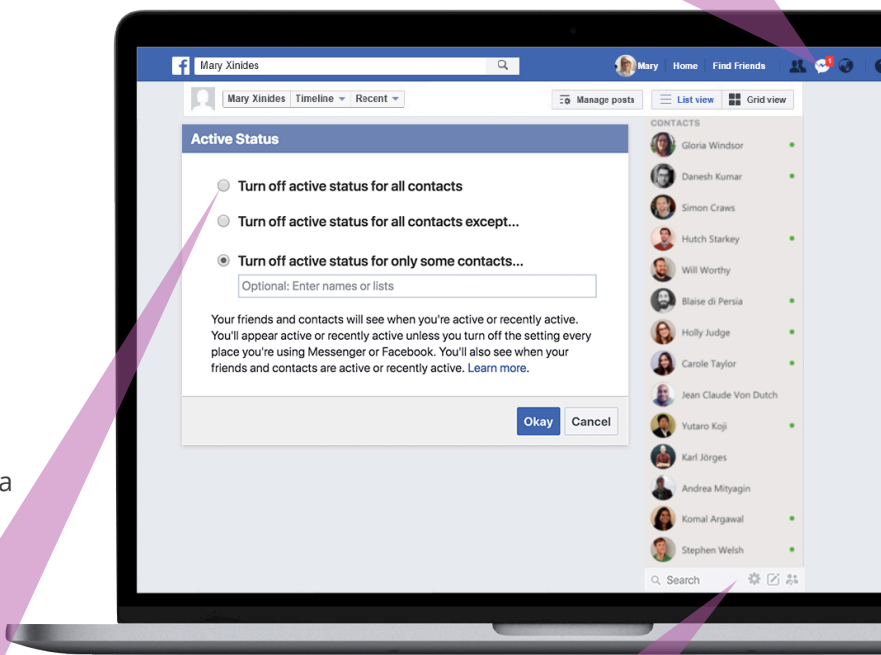 Mary Xinides
Mary
Home
Find Friends
1
Mary Xinides
Timeline
Recent
Manage posts
List view
Grid view
Active Status
Turn off active status for all contacts
Turn off active status for all contacts except...
Turn off active status for only some contacts...
Optional: Enter names or lists
Your friends and contacts will see when you're active or recently active.
You'll appear active or recently active unless you turn off the setting every
place you're using Messenger or Facebook. You'll also see when your
friends and contacts are active or recently active. Learn more.
Okay
Cancel
CONTACTS
Gloria Windsor
Danesh Kumar
Simon Craws
Hutch Starkey
Will Worthy
Blaise di Persia
Holly Judge
Carole Taylor
Jean Claude Von Dutch
Yutaro Koji
Karl Jörges
Andrea Mityagin
Komal Argawal
Stephen Welsh
Search
a